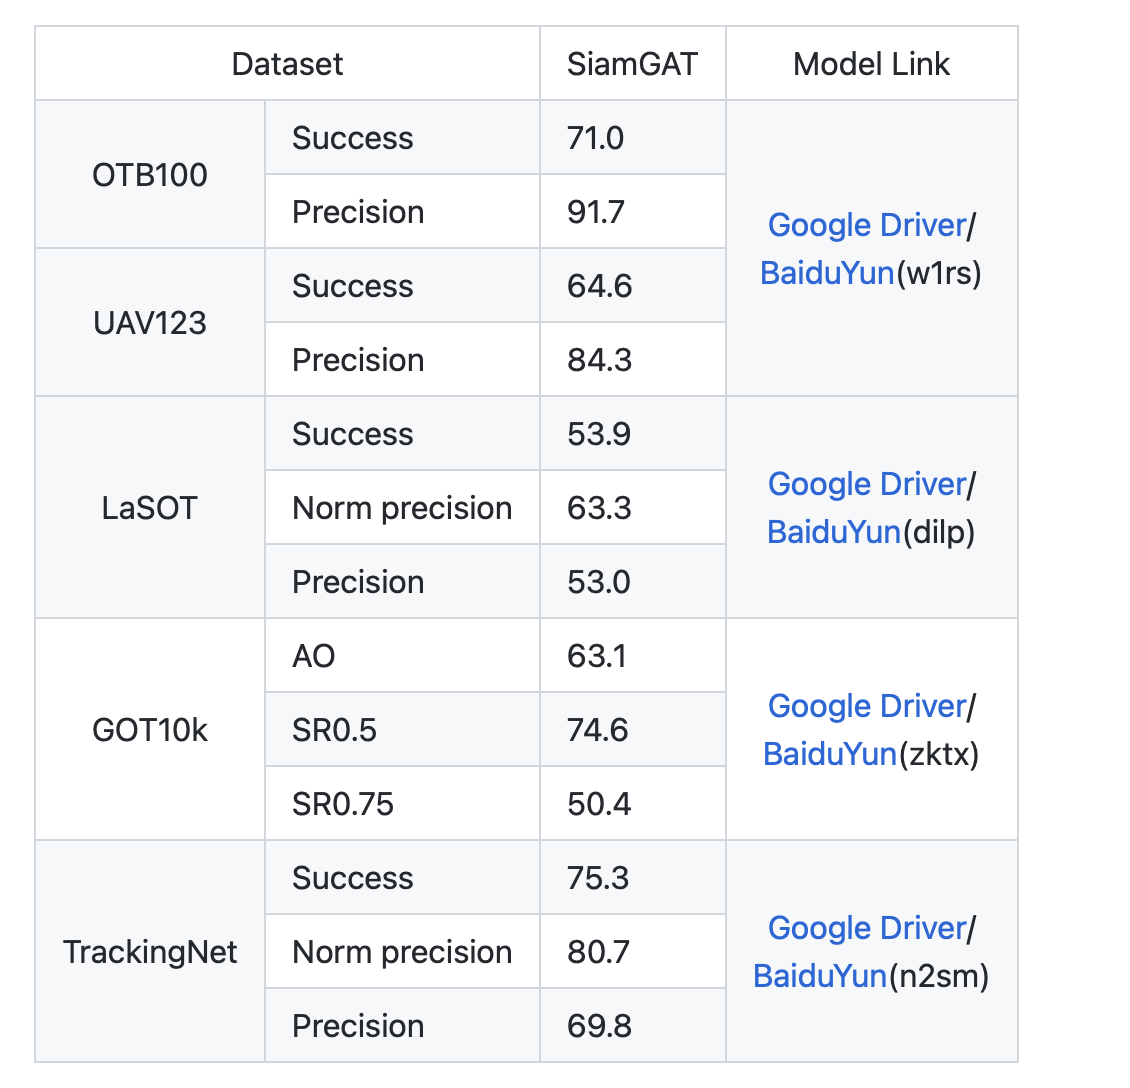 Dataset SiamGAT Model Link
OTB100 Success 71.0 Google Driver/
BaiduYun(w1rs)
Precision 91.7
UAV123 Success 64.6
Precision 84.3
LaSOT Success 53.9 Google Driver/
BaiduYun(dilp)
Norm precision 63.3
Precision 53.0
GOT10k AO 63.1 Google Driver/
BaiduYun(zktx)
SR0.5 74.6
SR0.75 50.4
TrackingNet Success 75.3 Google Driver/
BaiduYun(n2sm)
Norm precision 80.7
Precision 69.8